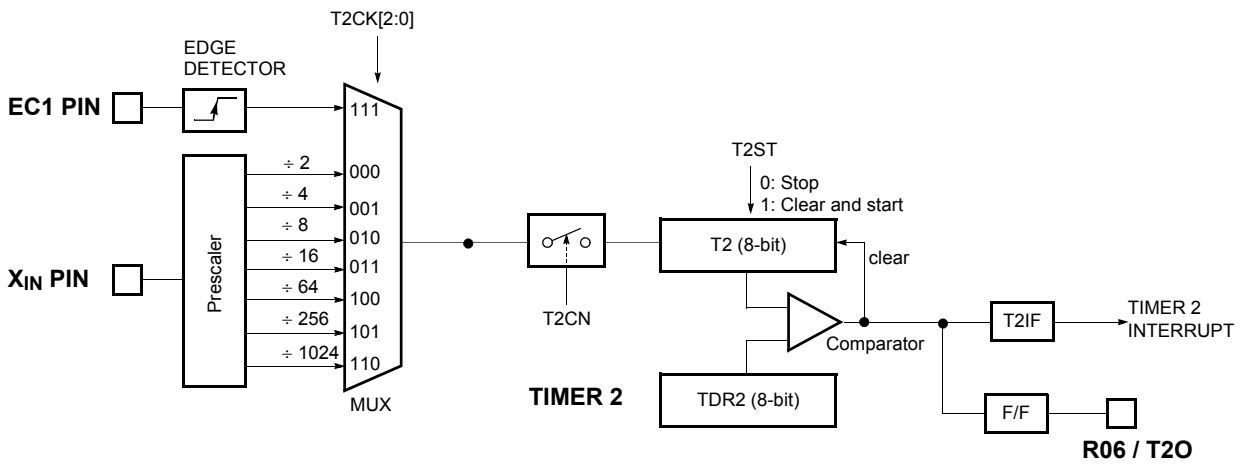 T2CK[2:0]
EDGE
DETECTOR
EC1 PIN
111
T2ST
0: Stop
1: Clear and start
÷ 2
000
÷ 4
001
÷ 8
010
÷ 16
011
÷ 64
100
÷ 256
101
÷ 1024
110
XIN PIN
Prescaler
MUX
T2CN
T2 (8-bit)
clear
Comparator
TIMER 2
TDR2 (8-bit)
T2IF
TIMER 2
INTERRUPT
F/F
R06 / T2O